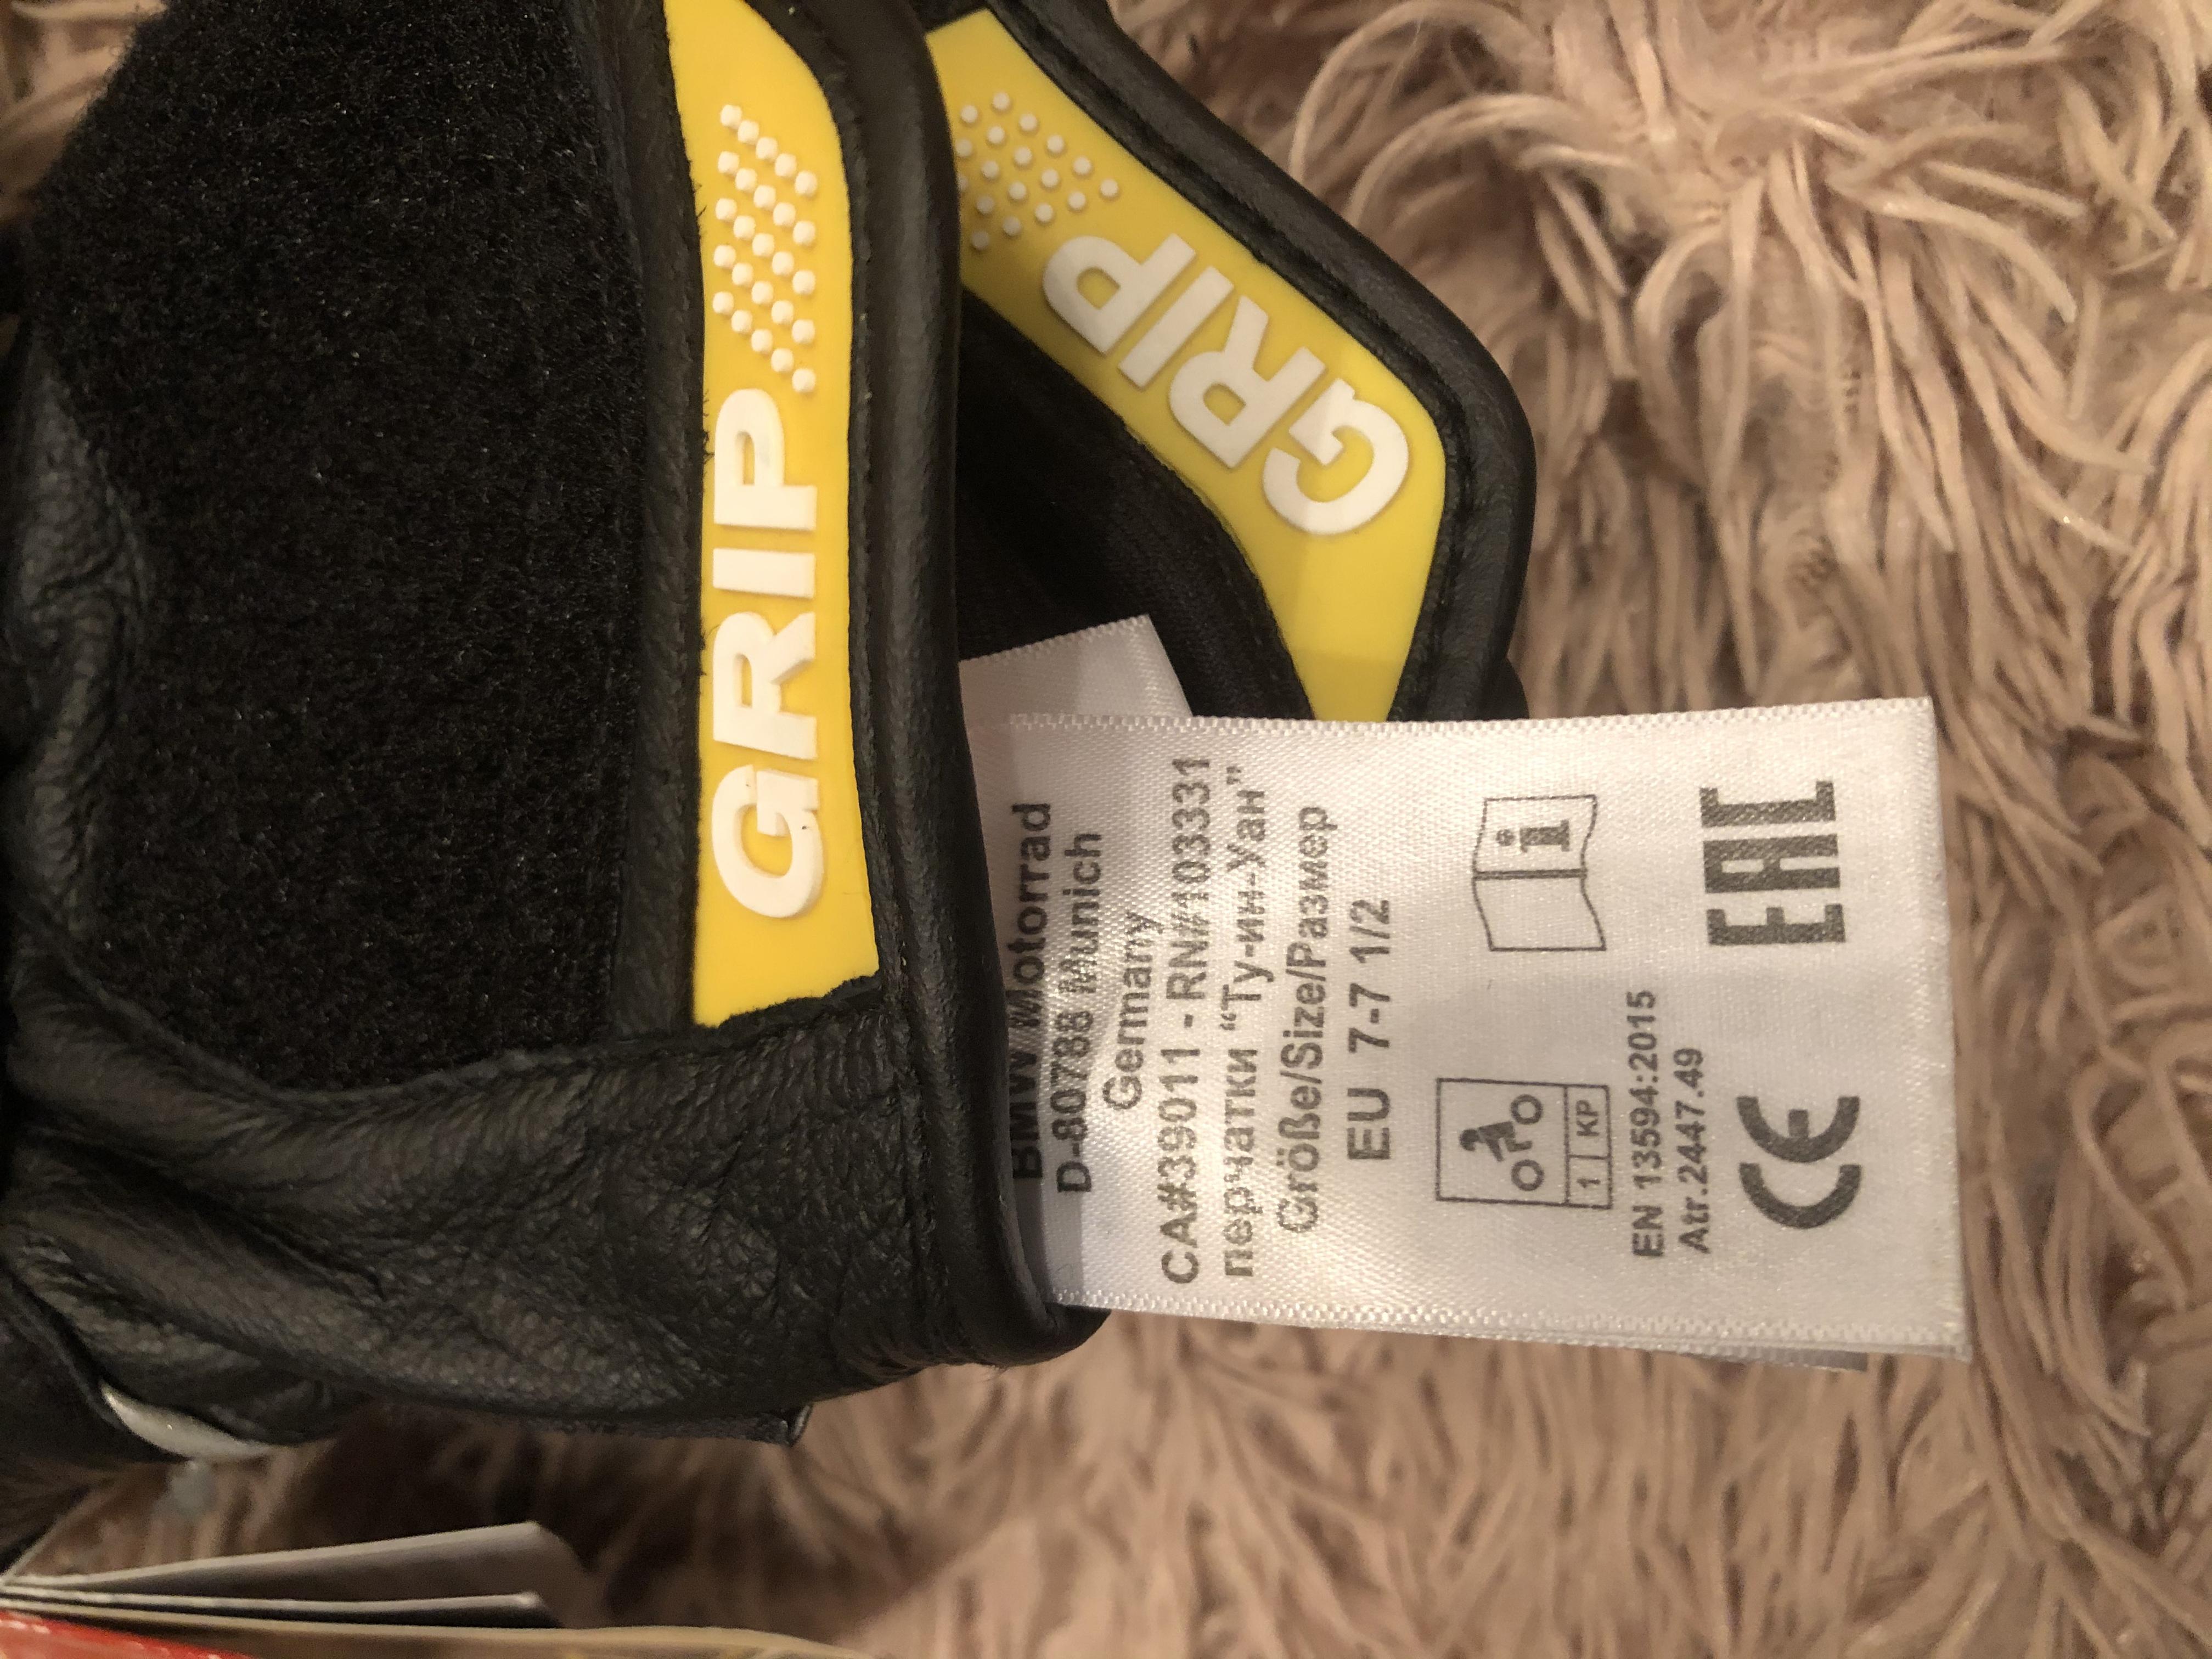 GRIP
GRIP
BMW Motorrad
D-80788 Munich
Germany
CA#39011 - RN#103331
перчатки “Ту-ин-Уан”
Größe/Size/Размер
EU 7-7 1/2
i
1 KP
EN 13594:2015
Atr.2447.49
CE EAC